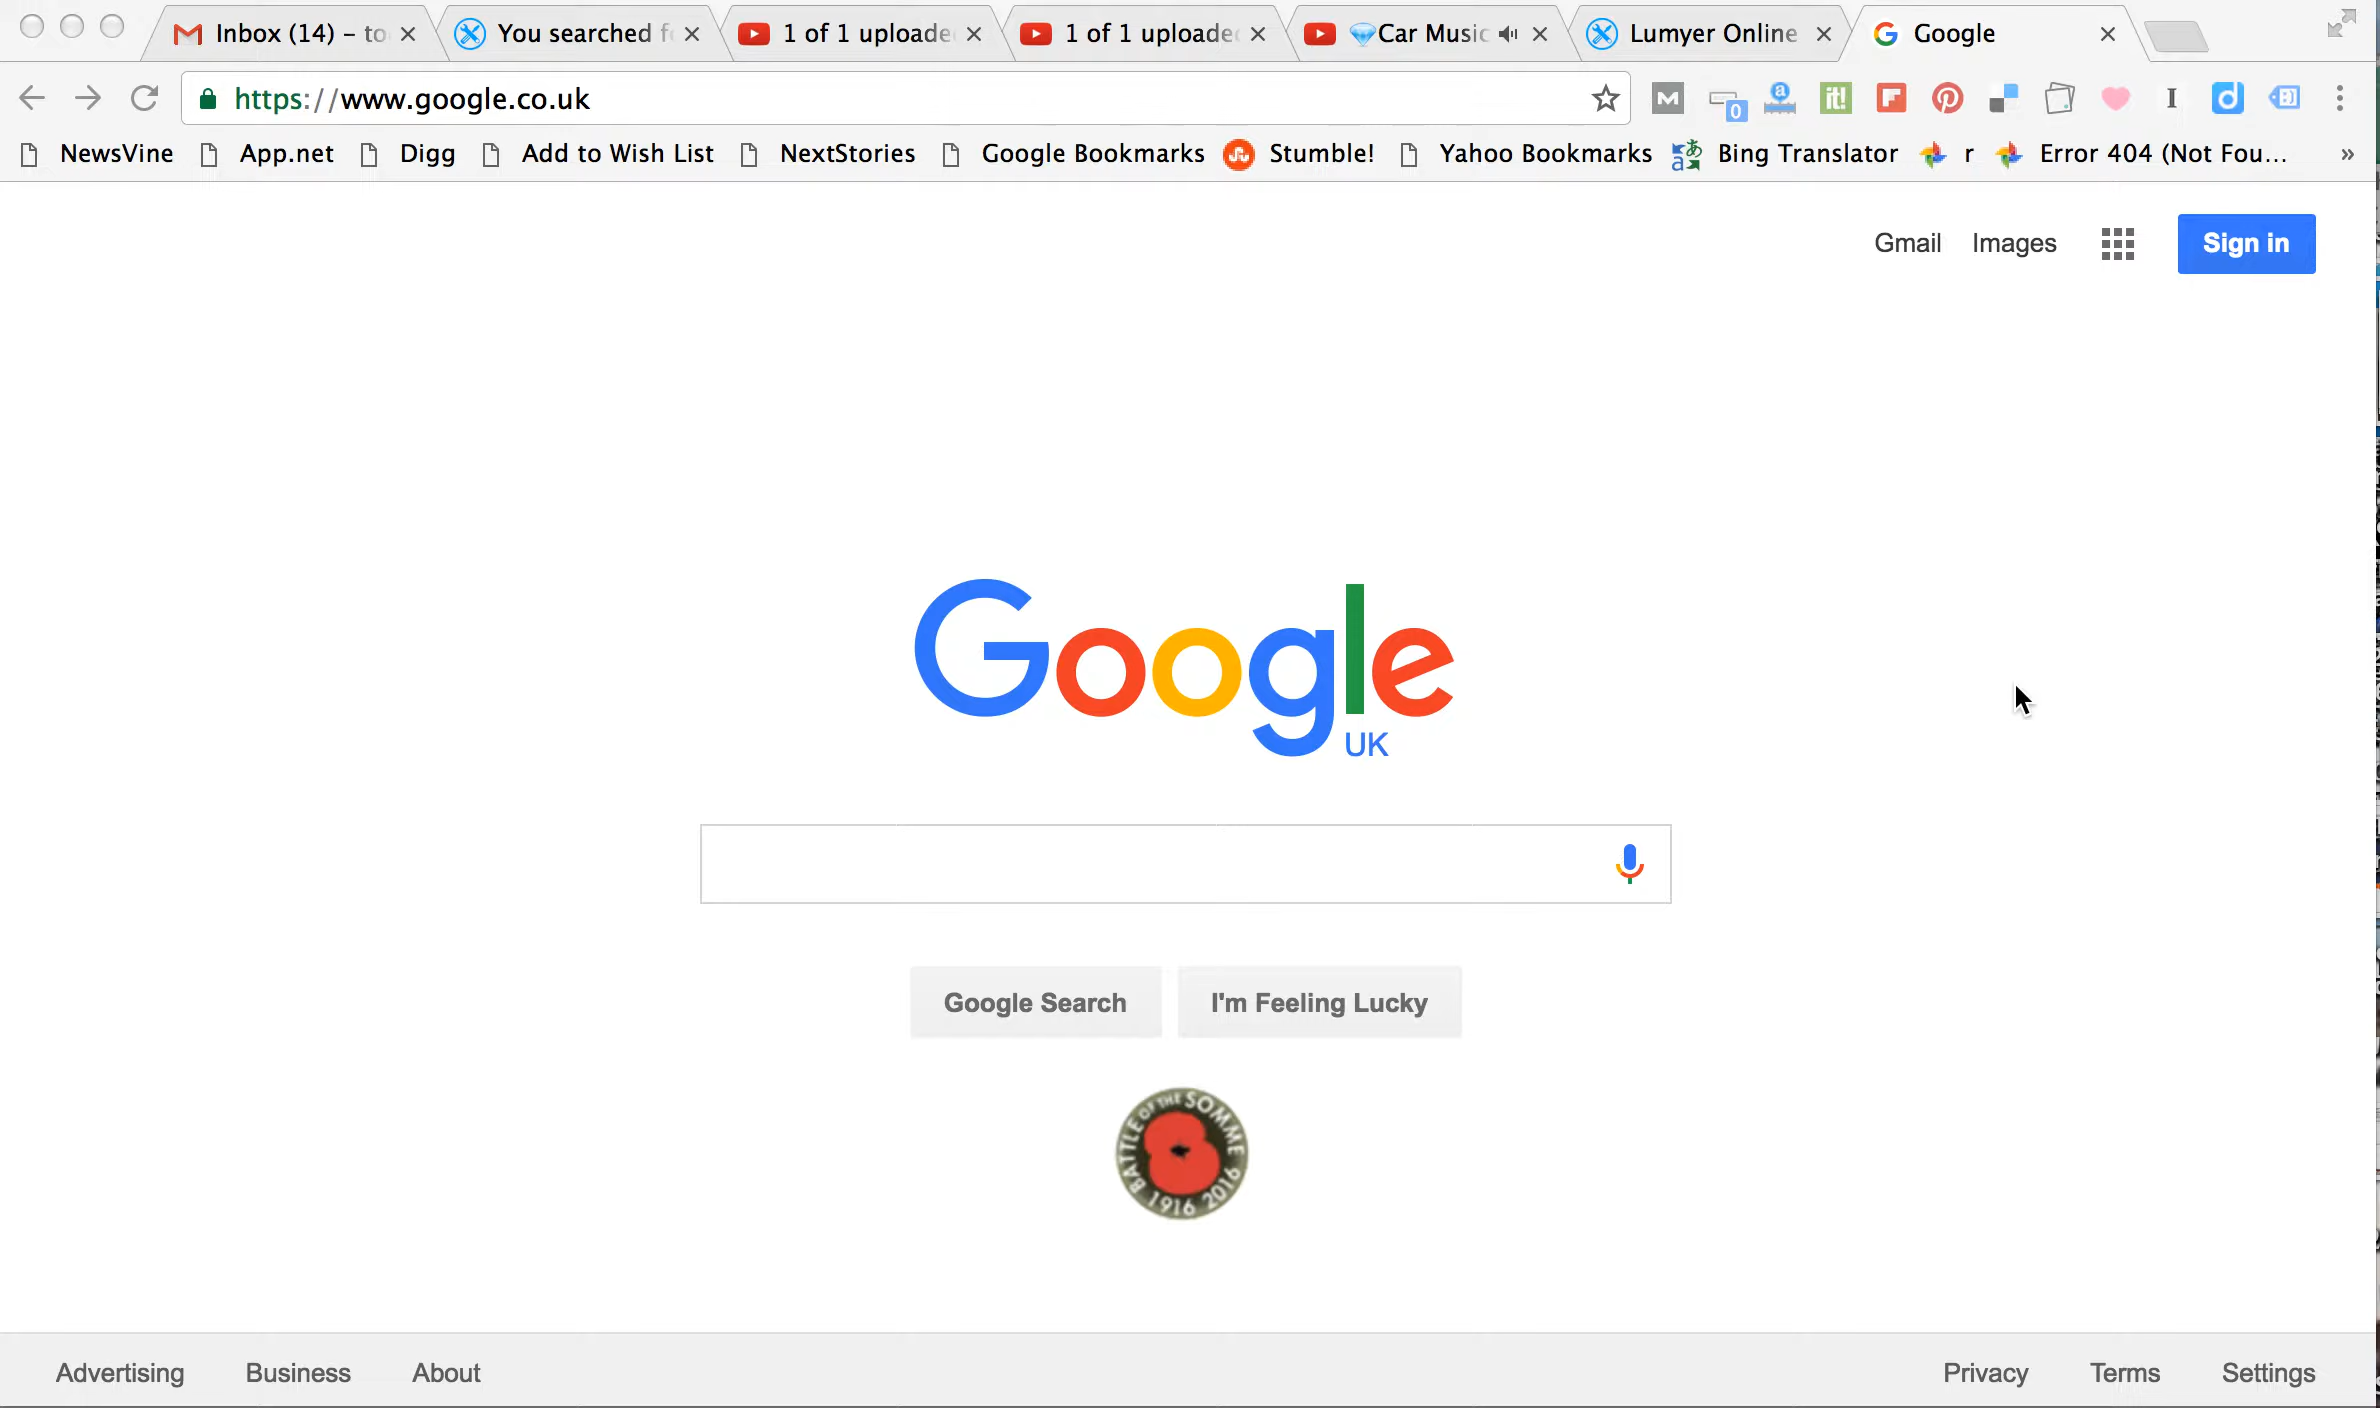 Inbox (14) – to
You searched f
1 of 1 uploade
1 of 1 uploade
Car Music
Lumyer Online
Google
https://www.google.co.uk
0
it!
NewsVine
App.net
Digg
Add to Wish List
NextStories
Google Bookmarks
Stumble!
Yahoo Bookmarks
Bing Translator
r
Error 404 (Not Fou...
»
Gmail
Images
Sign in
Google
UK
Google Search
I'm Feeling Lucky
BATTLE OF THE SOMME
1916 2016
Advertising
Business
About
Privacy
Terms
Settings